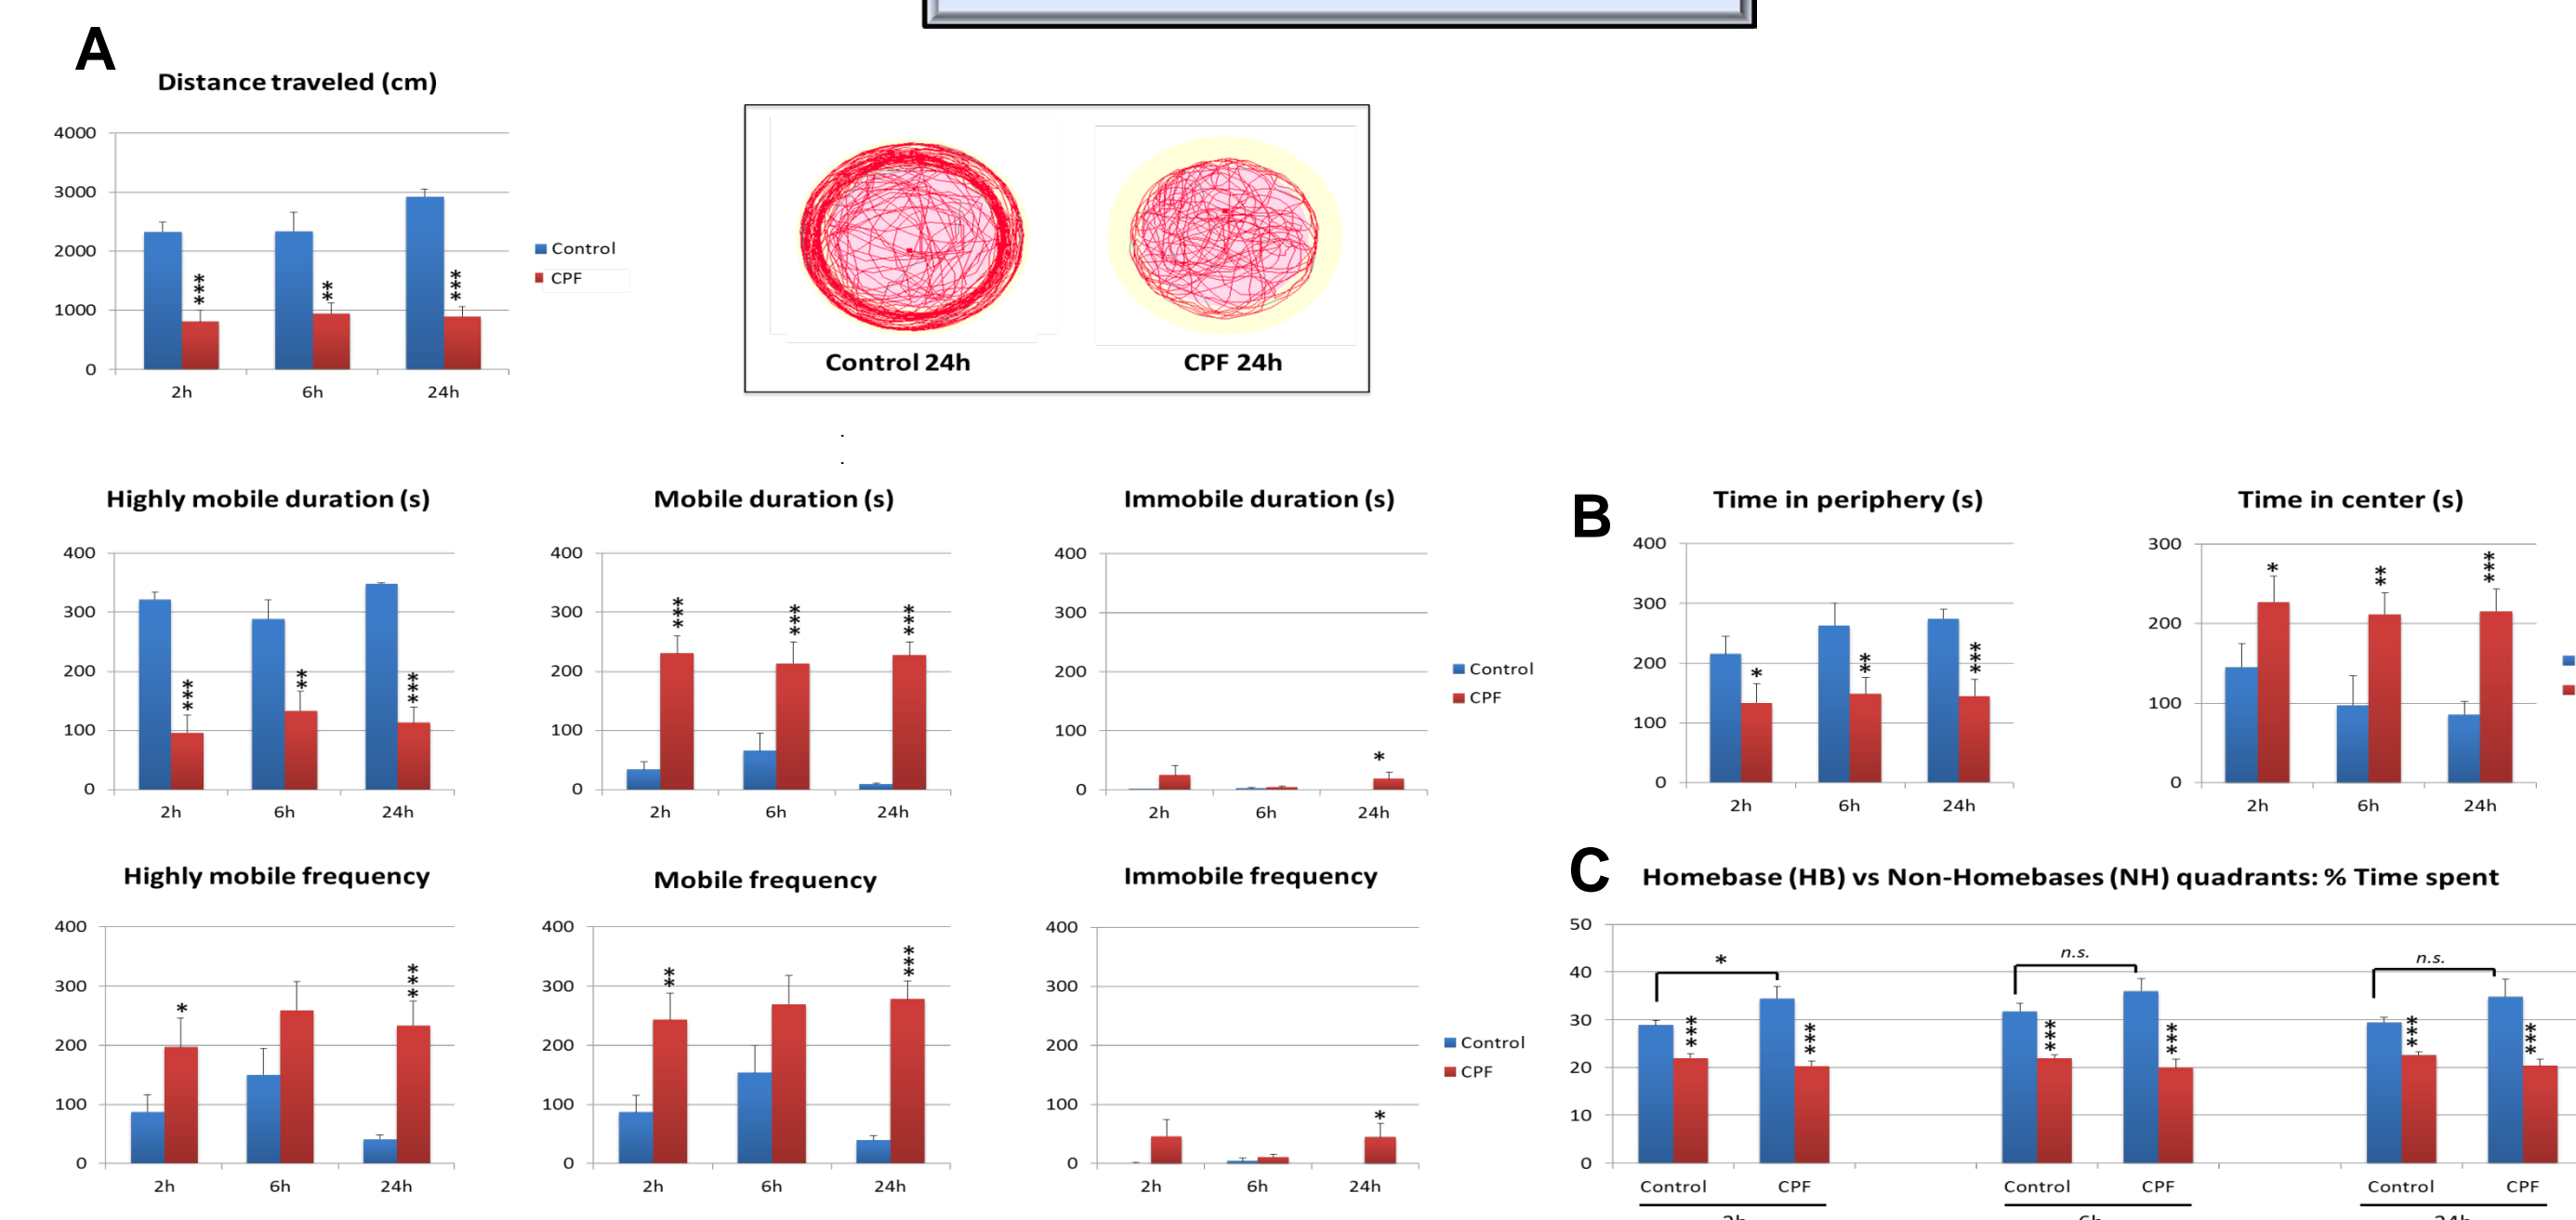 A
Distance traveled (cm)
4000
3000
2000
1000
0
***
**
***
2h 6h 24h
Control
CPF
Control 24h CPF 24h
.
.
Highly mobile duration (s)
400
300
200
100
0
***
**
***
2h 6h 24h
Mobile duration (s)
400
300
200
100
0
***
***
***
2h 6h 24h
Immobile duration (s)
400
300
200
100
0
*
2h 6h 24h
Control
CPF
B
Time in periphery (s)
400
300
200
100
0
*
**
***
2h 6h 24h
Time in center (s)
300
200
100
0
*
**
***
2h 6h 24h
Highly mobile frequency
400
300
200
100
0
*
***
2h 6h 24h
Mobile frequency
400
300
200
100
0
**
***
2h 6h 24h
Immobile frequency
400
300
200
100
0
*
2h 6h 24h
Control
CPF
C
Homebase (HB) vs Non-Homebases (NH) quadrants: % Time spent
50
40
30
20
10
0
* n.s. n.s.
*** *** *** *** *** ***
Control CPF Control CPF Control CPF